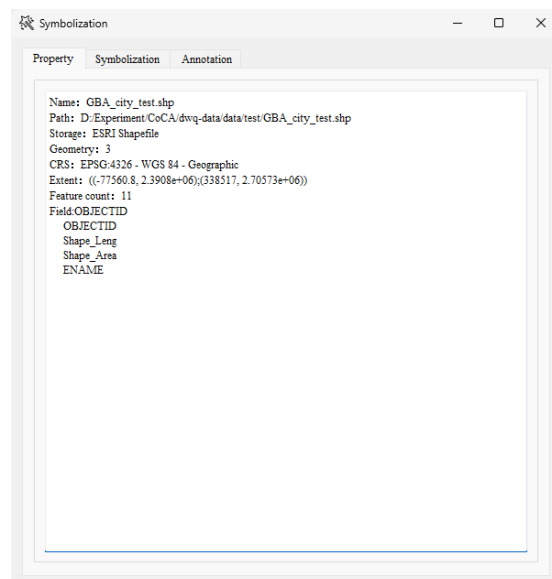 Symbolization
Property Symbolization Annotation
Name: GBA_city_test.shp
Path: D:/Experiment/CoCA/dwq-data/data/test/GBA_city_test.shp
Storage: ESRI Shapefile
Geometry: 3
CRS: EPSG:4326 - WGS 84 - Geographic
Extent: ((-77560.8, 2.3908e+06);(338517, 2.70573e+06))
Feature count: 11
Field:OBJECTID
OBJECTID
Shape_Leng
Shape_Area
ENAME